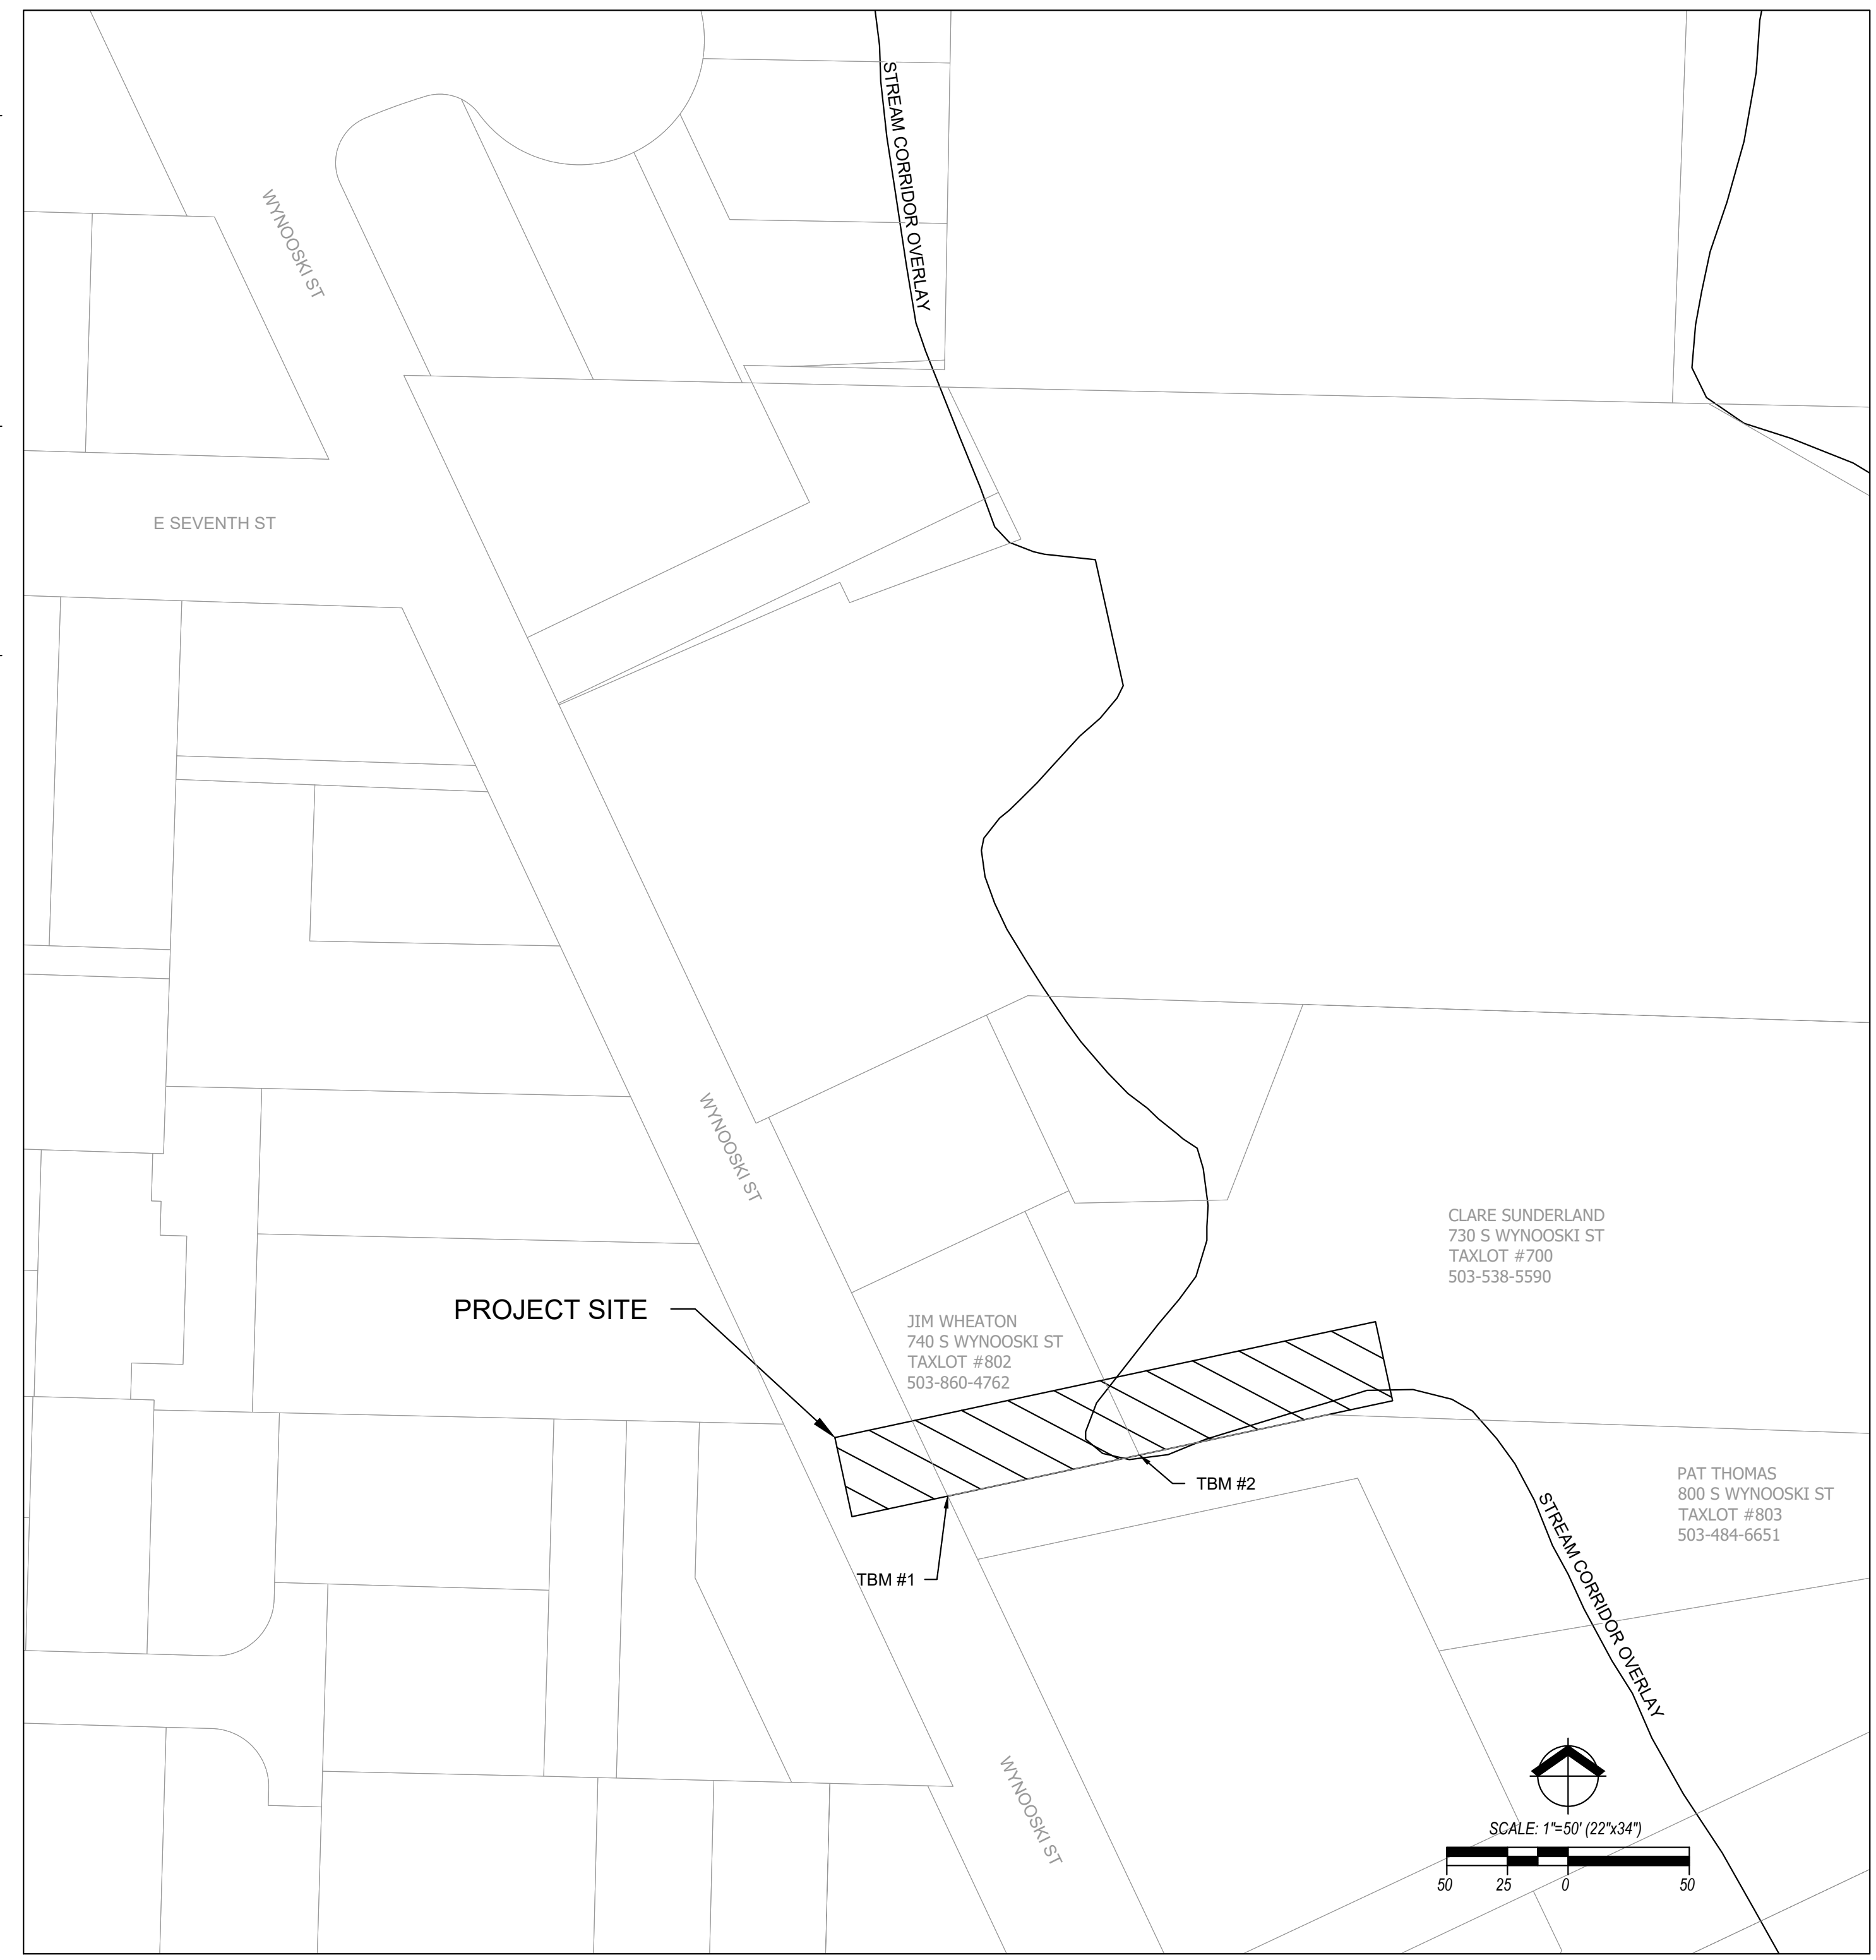 STREAM CORRIDOR OVERLAY
WYNOOSKI ST
E SEVENTH ST
WYNOOSKI ST
CLARE SUNDERLAND
730 S WYNOOSKI ST
TAXLOT #700
503-538-5590
PROJECT SITE
JIM WHEATON
740 S WYNOOSKI ST
TAXLOT #802
503-860-4762
TBM #2
PAT THOMAS
800 S WYNOOSKI ST
TAXLOT #803
503-484-6651
TBM #1
STREAM CORRIDOR OVERLAY
WYNOOSKI ST
SCALE: 1"=50' (22"x34")
50 25 0 50